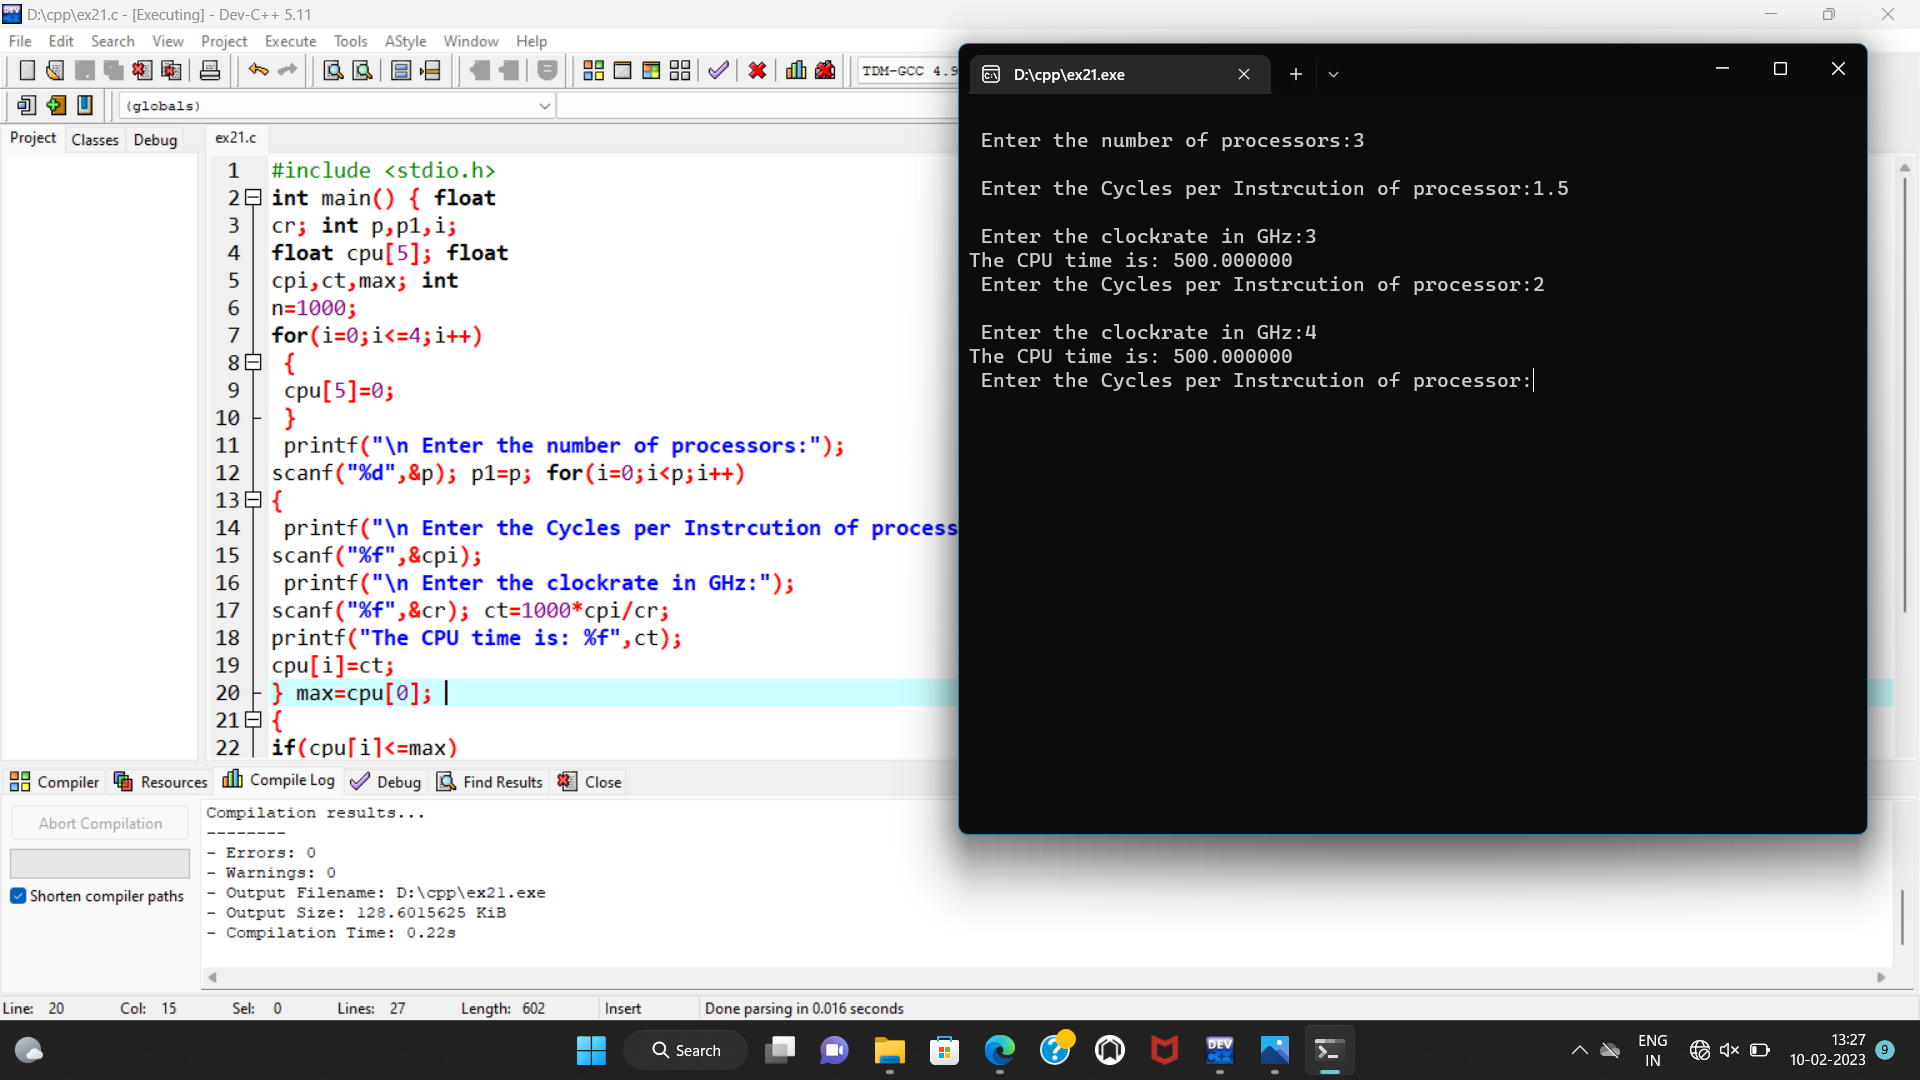 D:\cpp\ex21.c - [Executing] - Dev-C++ 5.11
File Edit Search View Project Execute Tools AStyle Window Help
TDM-GCC 4.9
(globals)
Project Classes Debug
ex21.c
1 #include <stdio.h>
2 int main() { float
3 cr; int p,p1,i;
4 float cpu[5]; float
5 cpi,ct,max; int
6 n=1000;
7 for(i=0;i<=4;i++)
8 {
9 cpu[5]=0;
10 }
11 printf("\n Enter the number of processors:");
12 scanf("%d",&p); p1=p; for(i=0;i<p;i++)
13 {
14 printf("\n Enter the Cycles per Instrcution of process
15 scanf("%f",&cpi);
16 printf("\n Enter the clockrate in GHz:");
17 scanf("%f",&cr); ct=1000*cpi/cr;
18 printf("The CPU time is: %f",ct);
19 cpu[i]=ct;
20 } max=cpu[0];
21 {
22 if(cpu[i]<=max)
D:\cpp\ex21.exe
Enter the number of processors:3
Enter the Cycles per Instrcution of processor:1.5
Enter the clockrate in GHz:3
The CPU time is: 500.000000
Enter the Cycles per Instrcution of processor:2
Enter the clockrate in GHz:4
The CPU time is: 500.000000
Enter the Cycles per Instrcution of processor:
Compiler Resources Compile Log Debug Find Results Close
Abort Compilation
Shorten compiler paths
Compilation results...
--------
- Errors: 0
- Warnings: 0
- Output Filename: D:\cpp\ex21.exe
- Output Size: 128.6015625 KiB
- Compilation Time: 0.22s
Line: 20 Col: 15 Sel: 0 Lines: 27 Length: 602 Insert Done parsing in 0.016 seconds
Search
DEV C++
ENG
IN
13:27
10-02-2023
9